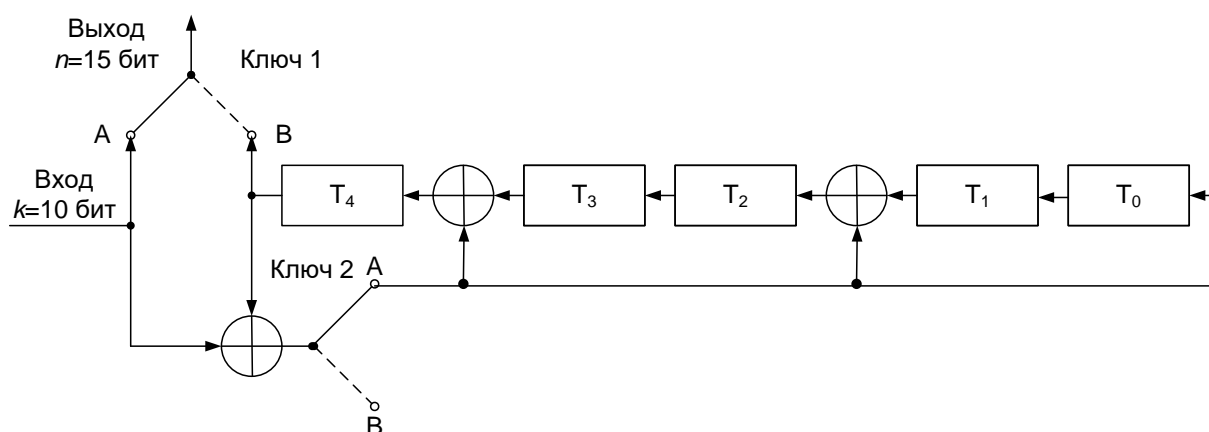 Выход
n=15 бит
Ключ 1
A
B
Вход
k=10 бит
T4
T3
T2
T1
T0
Ключ 2
A
B